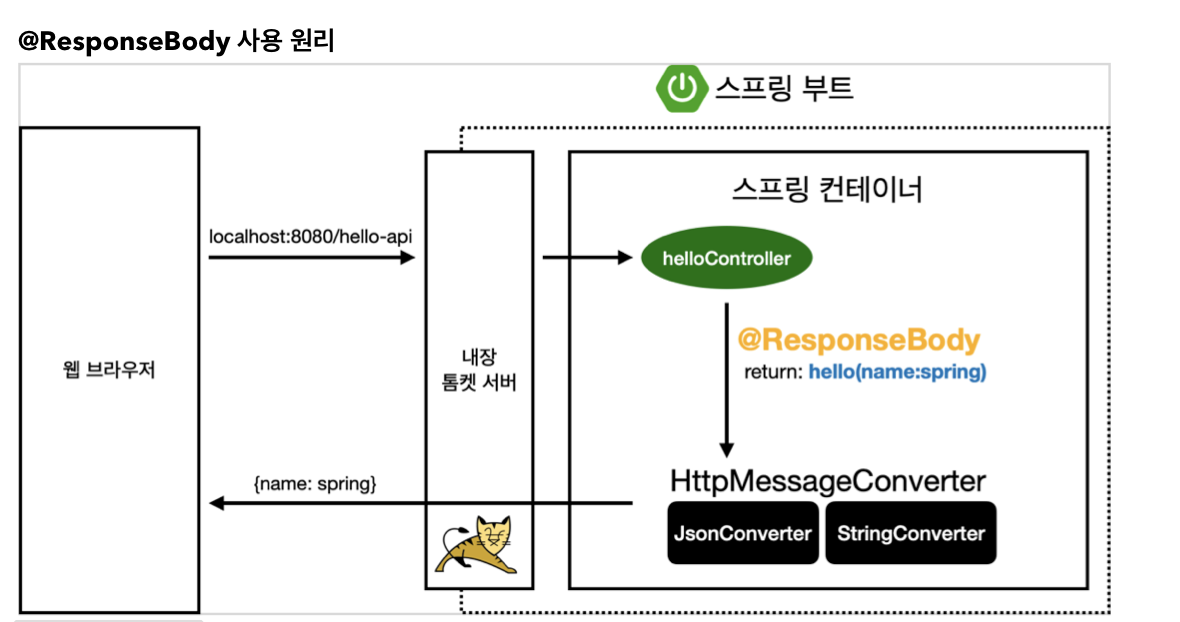 @ResponseBody 사용 원리
스프링 부트
스프링 컨테이너
localhost:8080/hello-api
helloController
@ResponseBody
return: hello(name:spring)
웹 브라우저
내장
톰켓 서버
{name: spring}
HttpMessageConverter
JsonConverter
StringConverter